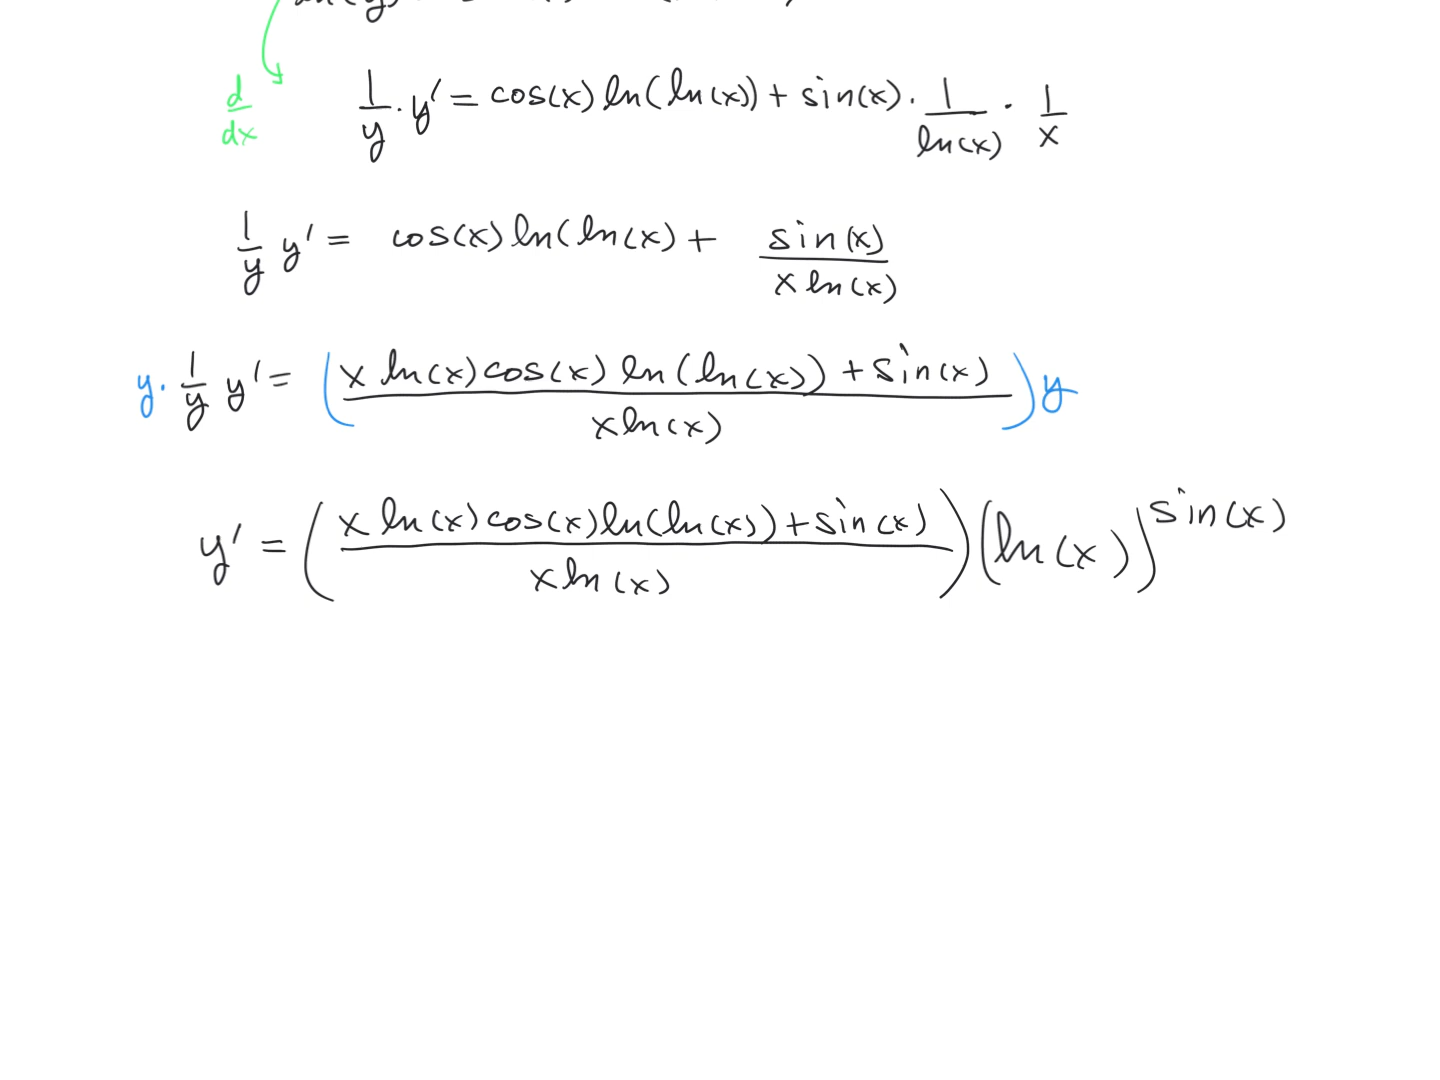 d/dx 1/y · y' = cos(x) ln(ln(x)) + sin(x) · 1/ln(x) · 1/x
1/y y' = cos(x) ln(ln(x) + sin(x)/x ln(x)
y · 1/y y' = (x ln(x) cos(x) ln(ln(x)) + sin(x)/x ln(x)) y
y' = (x ln(x) cos(x) ln(ln(x)) + sin(x)/x ln(x)) (ln(x))^sin(x)